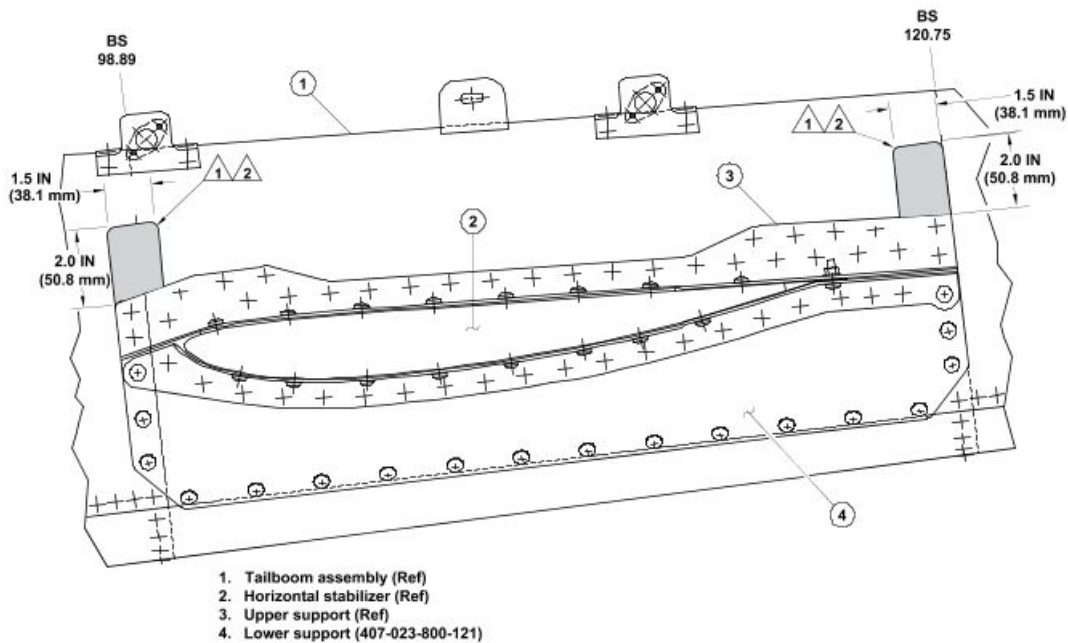 BS
98.89
BS
120.75
1
1.5 IN
(38.1 mm)
1 2
2.0 IN
(50.8 mm)
1.5 IN
(38.1 mm)
1 2
2.0 IN
(50.8 mm)
3
2
4
1. Tailboom assembly (Ref)
2. Horizontal stabilizer (Ref)
3. Upper support (Ref)
4. Lower support (407-023-800-121)